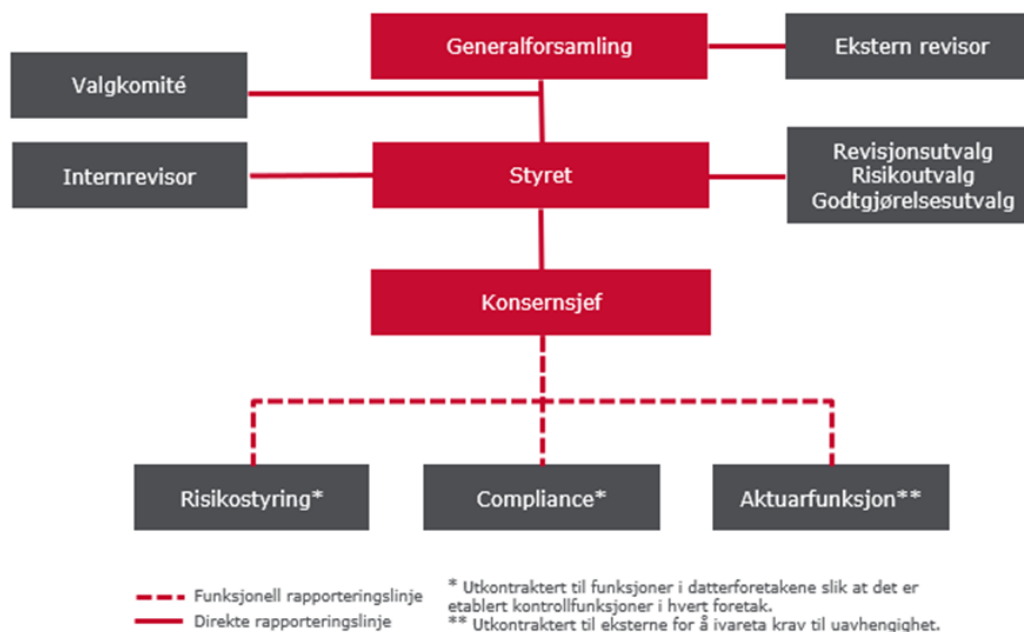 Generalforsamling
Ekstern revisor
Valgkomité
Internrevisor
Styret
Revisjonsutvalg
Risikoutvalg
Godtgjørelsesutvalg
Konsernsjef
Risikostyring*
Compliance*
Aktuarfunksjon**
Funksjonell rapporteringslinje
Direkte rapporteringslinje
* Utkontraktert til funksjoner i datterforetakene slik at det er
etablert kontrollfunksjoner i hvert foretak.
** Utkontraktert til eksterne for å ivareta krav til uavhengighet.